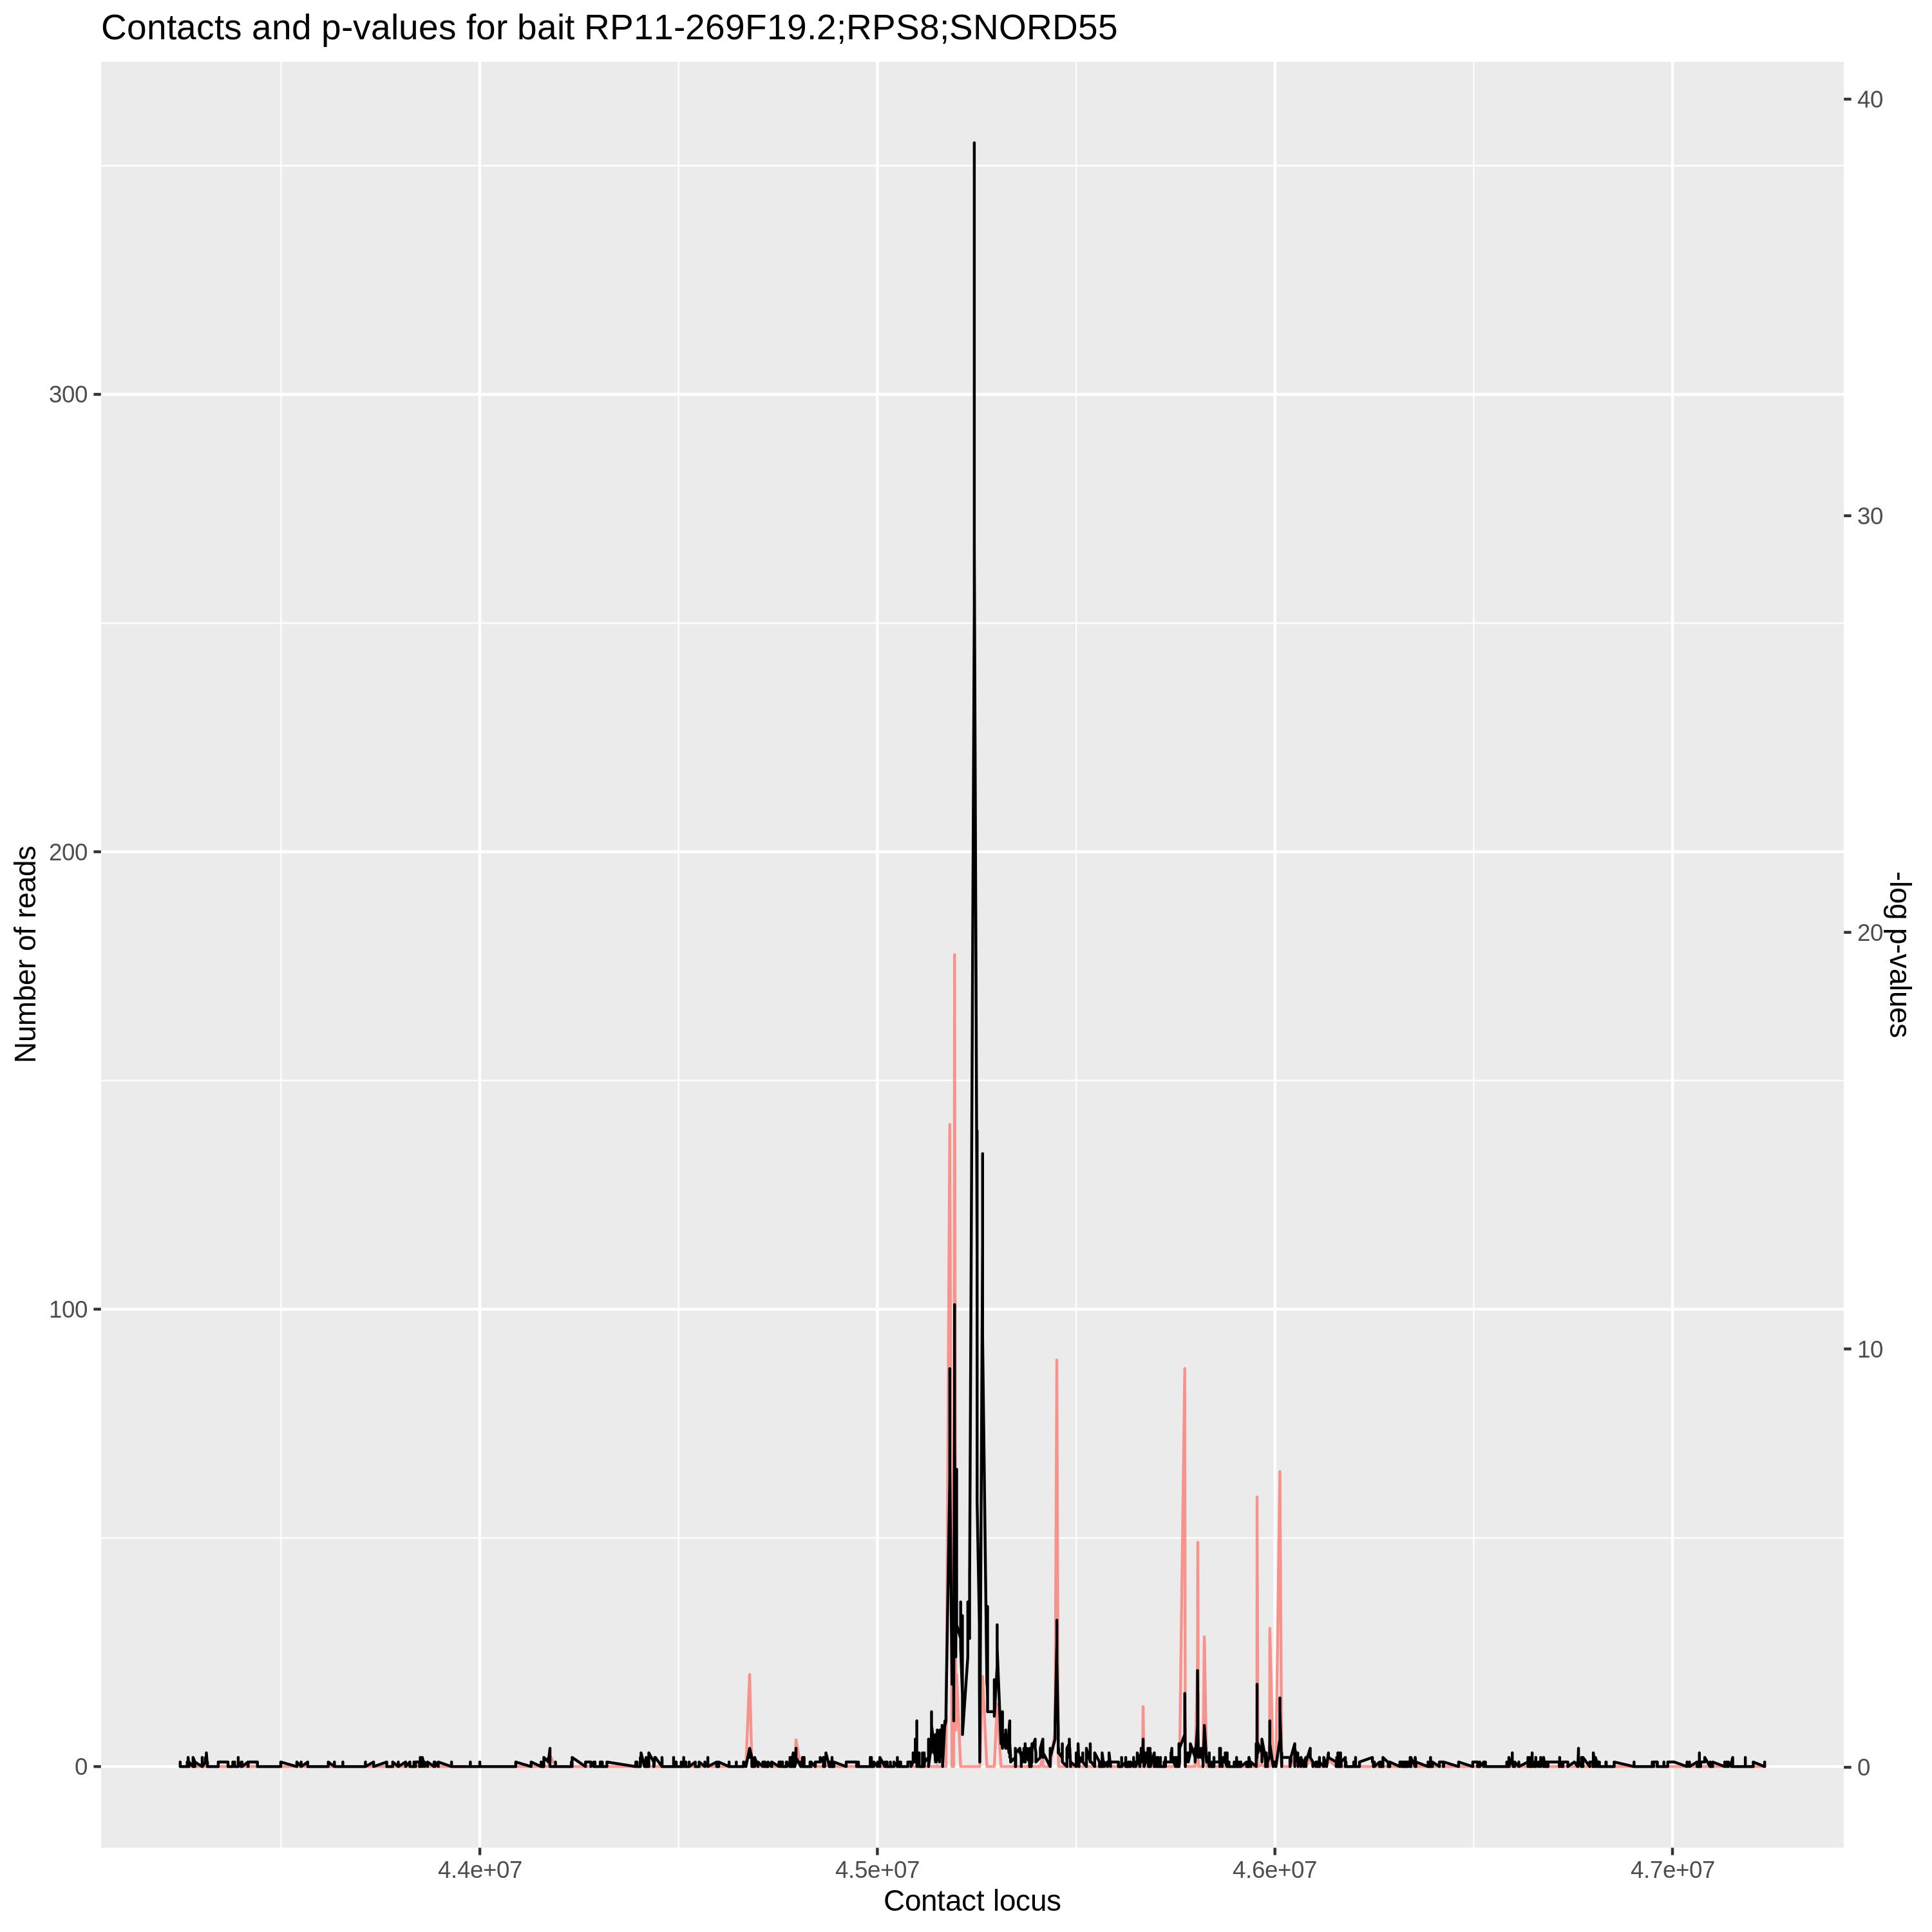 Contacts and p-values for bait RP11-269F19.2;RPS8;SNORD55
Number of reads
300
200
100
0
40
30
20
10
0
-log p-values
4.4e+07
4.5e+07
4.6e+07
4.7e+07
Contact locus